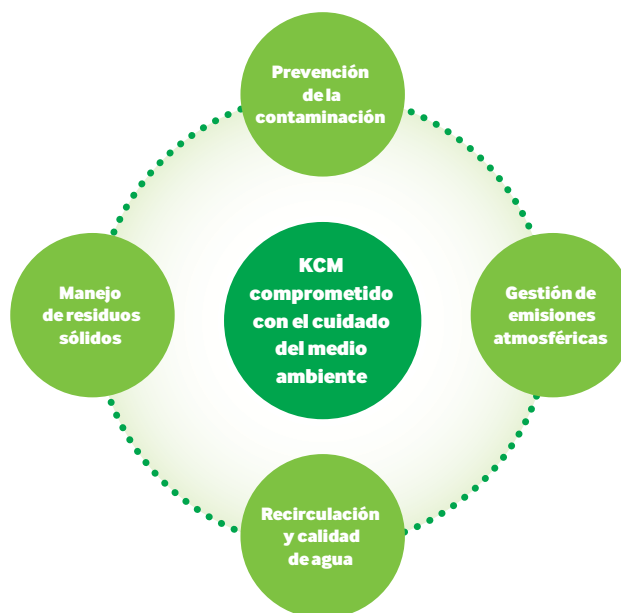 Prevención
de la
contaminación
KCM
comprometido
con el cuidado
del medio
ambiente
Manejo
de residuos
sólidos
Gestión de
emisiones
atmosféricas
Recirculación
y calidad
de agua